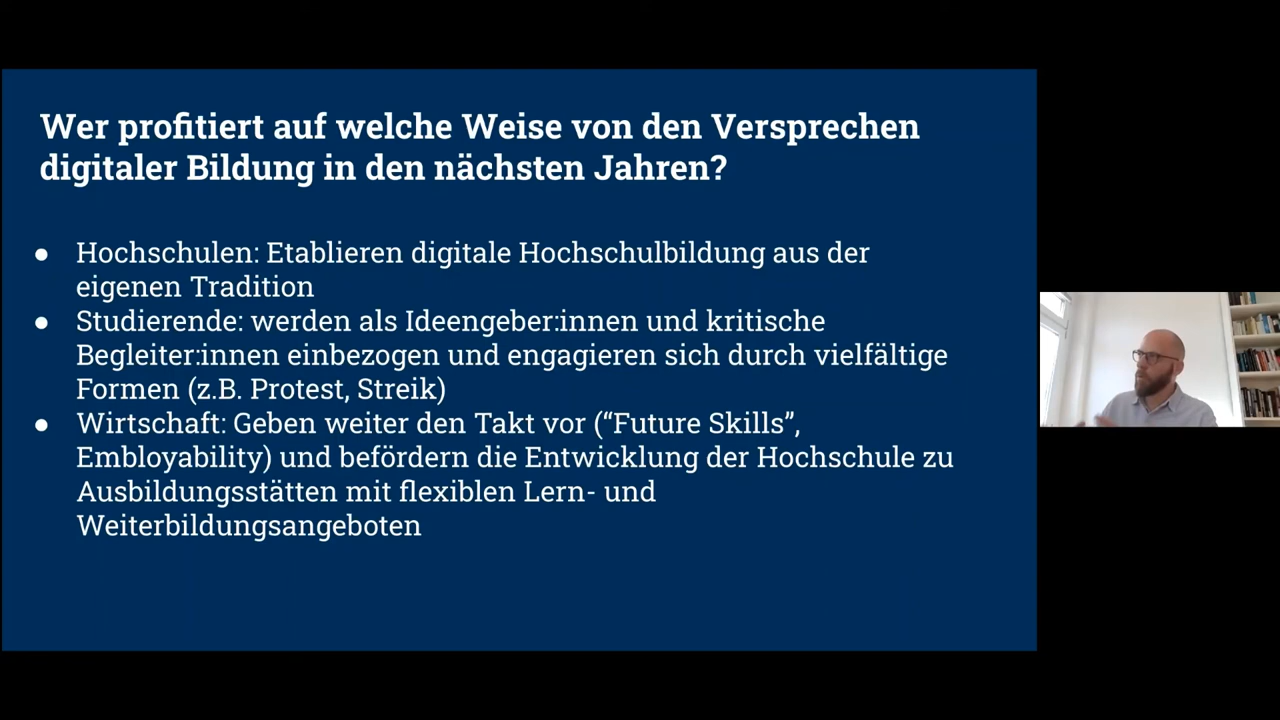 Wer profitiert auf welche Weise von den Versprechen
digitaler Bildung in den nächsten Jahren?
● Hochschulen: Etablieren digitale Hochschulbildung aus der
eigenen Tradition
● Studierende: werden als Ideengeber:innen und kritische
Begleiter:innen einbezogen und engagieren sich durch vielfältige
Formen (z.B. Protest, Streik)
● Wirtschaft: Geben weiter den Takt vor (“Future Skills”,
Embloyability) und befördern die Entwicklung der Hochschule zu
Ausbildungsstätten mit flexiblen Lern- und
Weiterbildungsangeboten